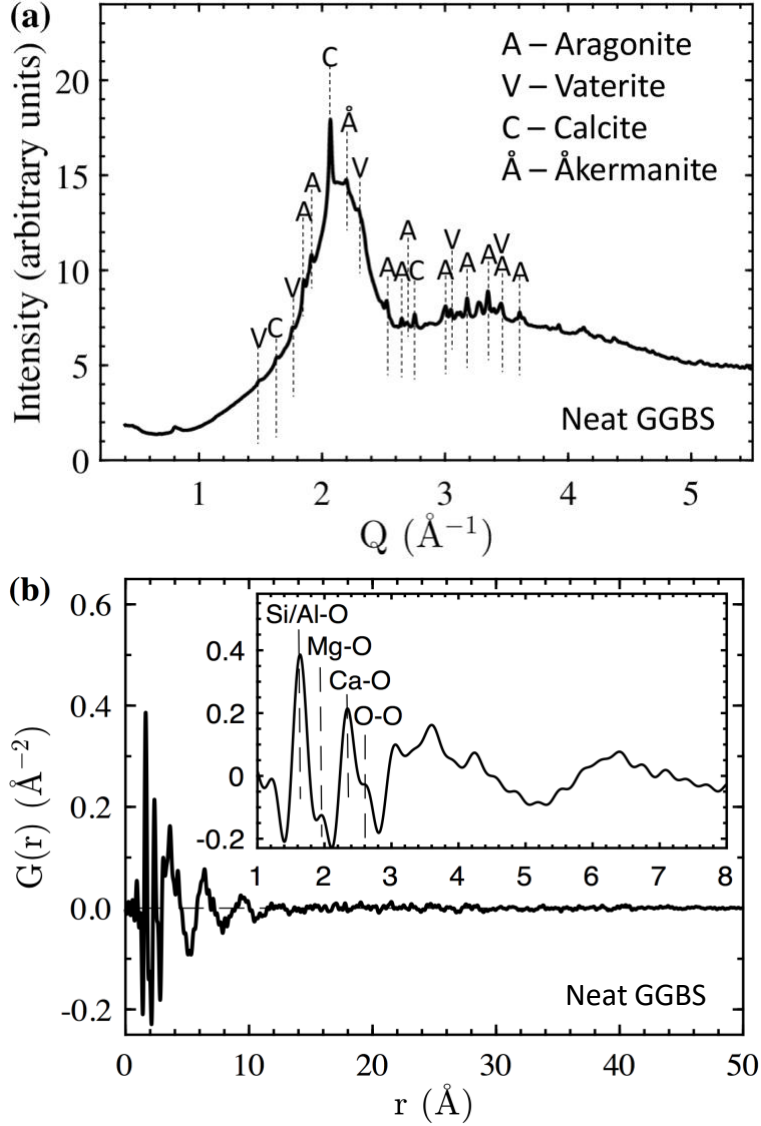 (a)
Intensity (arbitrary units)
20
15
10
5
0
A – Aragonite
V – Vaterite
C – Calcite
Å – Åkermanite
C
Å
V
A
A
V
C
V
A
A
A
C
A
V
A
A
V
A
A
Neat GGBS
1 2 3 4 5
Q (Å⁻¹)
(b)
G(r) (Å⁻²)
0.6
0.4
0.2
0.0
-0.2
Si/Al-O
Mg-O
Ca-O
O-O
0.4
0.2
0
-0.2
1 2 3 4 5 6 7 8
Neat GGBS
0 10 20 30 40 50
r (Å)